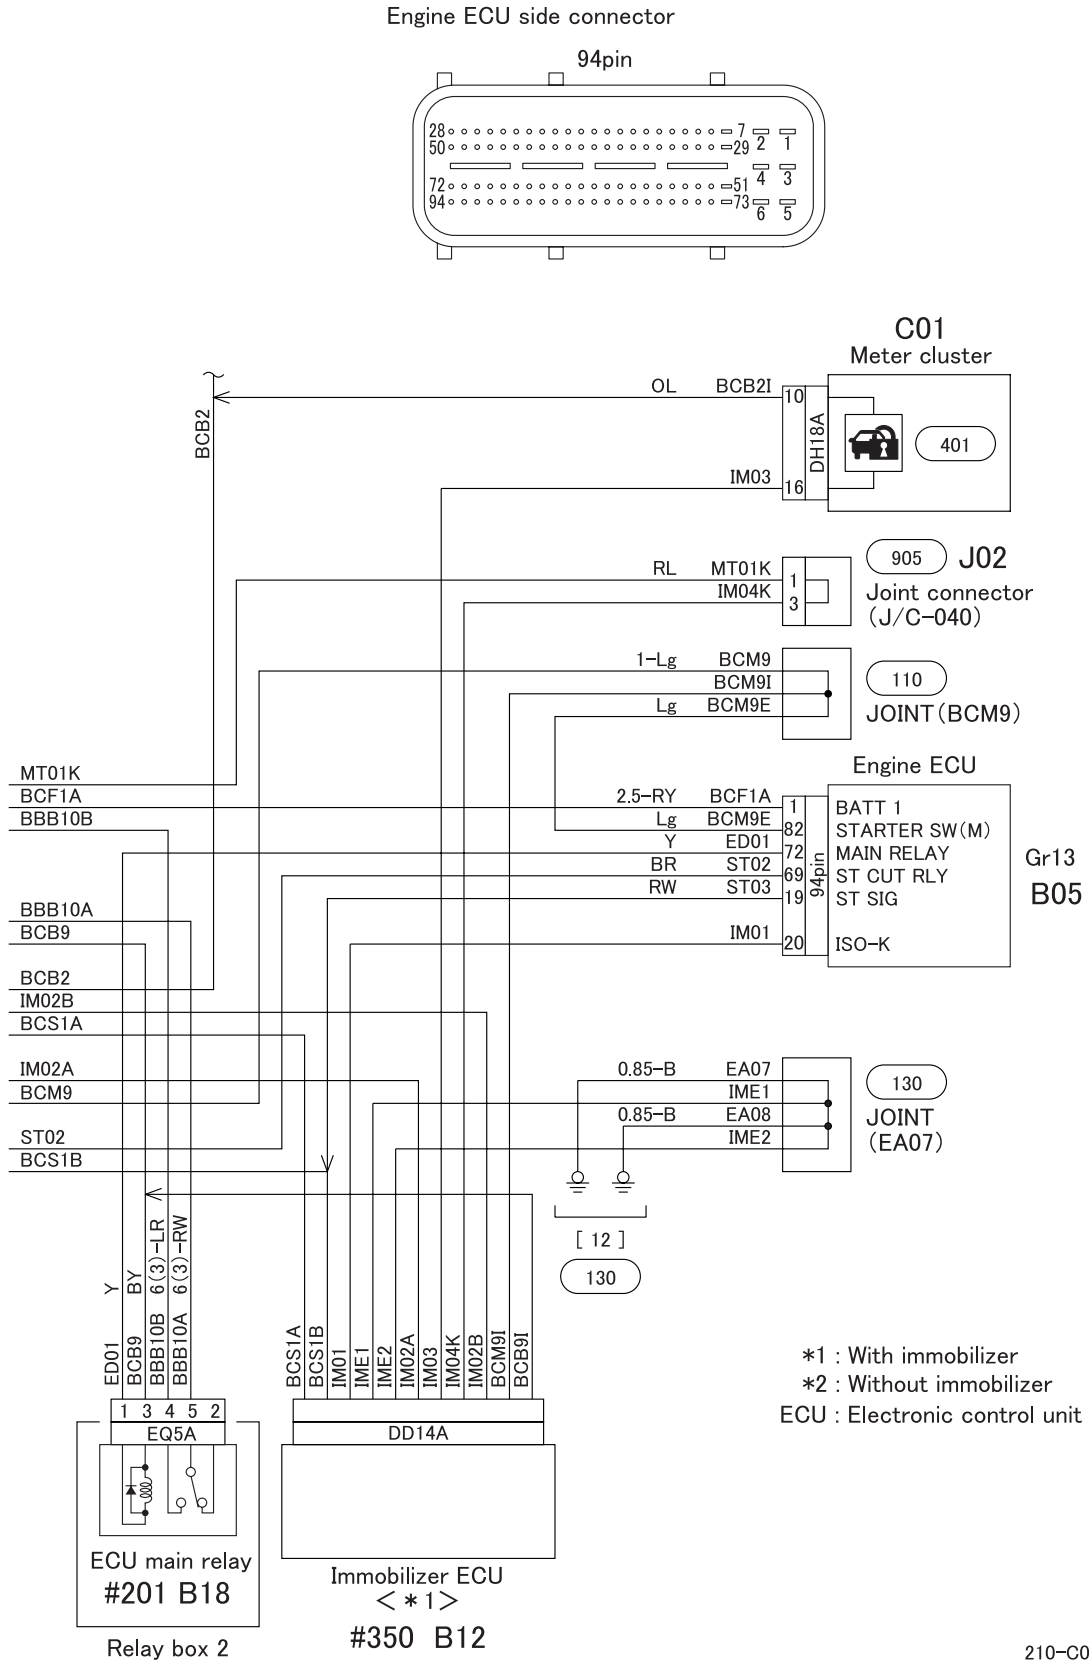 Engine ECU side connector
94pin
28 7 2 1
50 29
4 3
72 51
94 73 6 5
C01
Meter cluster
OL BCB2I 10
BCB2
DH18A
401
IM03 16
905 J02
RL MT01K 1
IM04K 3
Joint connector
(J/C-040)
1-Lg BCM9
BCM9I
Lg BCM9E
110
JOINT(BCM9)
Engine ECU
MT01K
BCF1A
BBB10B
2.5-RY BCF1A 1 BATT 1
Lg BCM9E 82 STARTER SW(M)
Y ED01 72 MAIN RELAY
BR ST02 69 ST CUT RLY
RW ST03 19 ST SIG
IM01 20 ISO-K
94pin
Gr13
B05
BBB10A
BCB9
BCB2
IM02B
BCS1A
IM02A
BCM9
ST02
BCS1B
0.85-B EA07
IME1
0.85-B EA08
IME2
130
JOINT
(EA07)
[ 12 ]
130
Y
BY
6(3)-LR
6(3)-RW
ED01
BCB9
BBB10B
BBB10A
BCS1A
BCS1B
IM01
IME1
IME2
IM02A
IM03
IM04K
IM02B
BCM9I
BCB9I
*1 : With immobilizer
*2 : Without immobilizer
ECU : Electronic control unit
1 3 4 5 2
EQ5A
DD14A
ECU main relay
#201 B18
Relay box 2
Immobilizer ECU
<*1>
#350 B12
210-C0